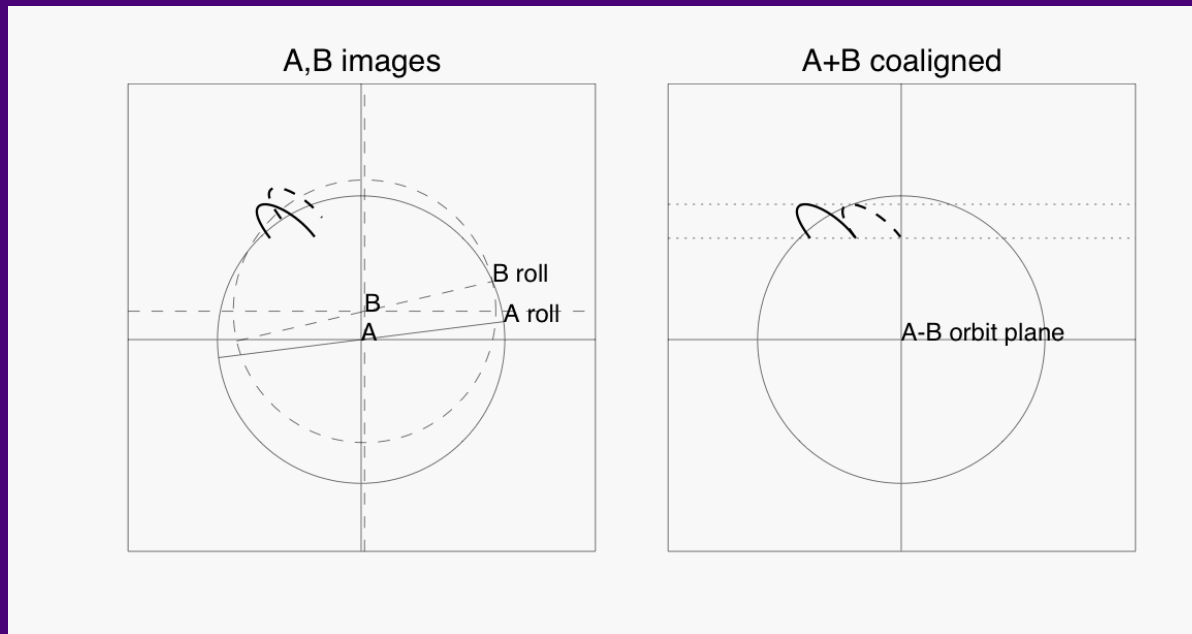 A,B images
A+B coaligned
B roll
B
A roll
A
A-B orbit plane